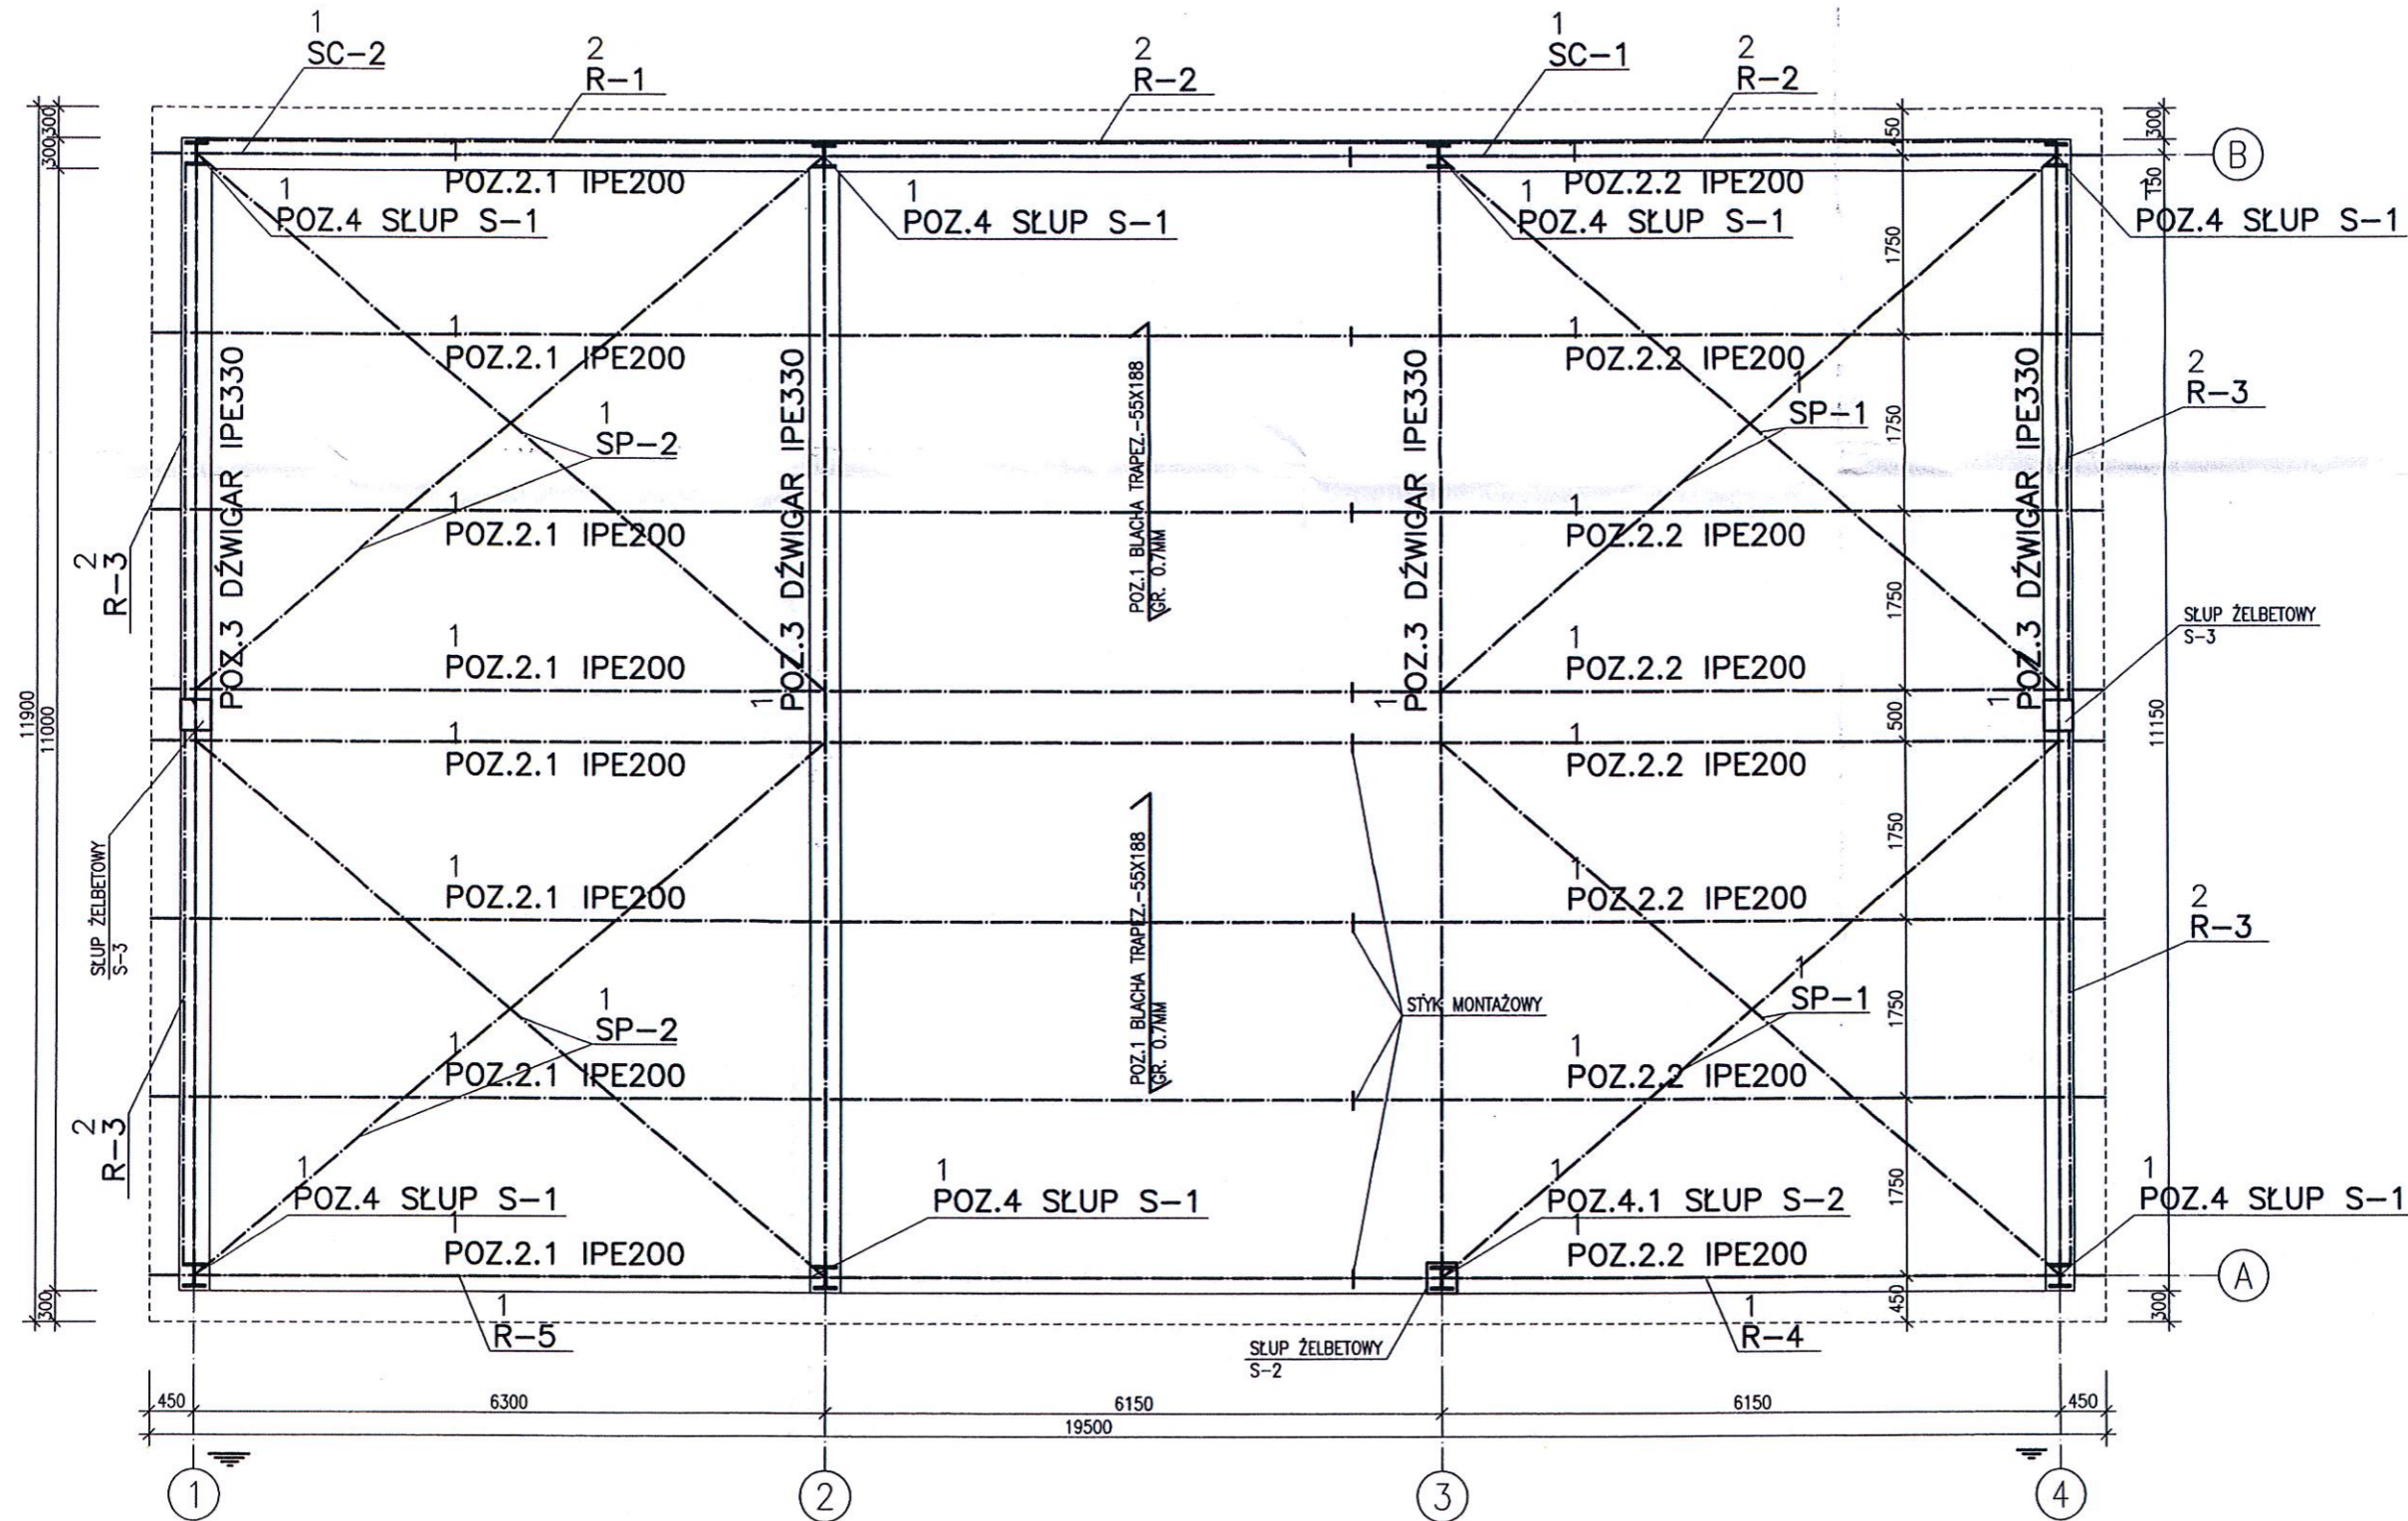 1
SC-2
2
R-1
2
R-2
1
SC-1
2
R-2
300
300
450
300
B
150
1
POZ.2.1 IPE200
1
POZ.4 SŁUP S-1
1
POZ.4 SŁUP S-1
POZ.2.2 IPE200
1
POZ.4 SŁUP S-1
1
POZ.4 SŁUP S-1
1750
1
POZ.2.1 IPE200
1
POZ.2.2 IPE200
POZ.3 DŹWIGAR IPE330
1
POZ.3 DŹWIGAR IPE330
POZ.1 BLACHA TRAPEZ.-55X188
GR. 0.7MM
1
POZ.3 DŹWIGAR IPE330
1
POZ.3 DŹWIGAR IPE330
2
R-3
1
SP-2
1
SP-1
1750
2
R-3
1
POZ.2.1 IPE200
1
POZ.2.2 IPE200
1750
SŁUP ŻELBETOWY
S-3
1
POZ.2.1 IPE200
1
POZ.2.2 IPE200
500
11900
11000
11150
1
POZ.2.1 IPE200
1
POZ.2.2 IPE200
1750
SŁUP ŻELBETOWY
S-3
1
POZ.2.1 IPE200
POZ.1 BLACHA TRAPEZ.-55X188
GR. 0.7MM
1
POZ.2.2 IPE200
2
R-3
1
SP-2
STYK MONTAŻOWY
1
SP-1
1750
1
POZ.2.1 IPE200
1
POZ.2.2 IPE200
2
R-3
1
POZ.4 SŁUP S-1
1
POZ.4 SŁUP S-1
1
POZ.4.1 SŁUP S-2
1750
1
POZ.4 SŁUP S-1
1
POZ.2.1 IPE200
1
POZ.2.2 IPE200
A
300
450
300
1
R-5
SŁUP ŻELBETOWY
S-2
1
R-4
450
6300
6150
6150
450
19500
1
2
3
4